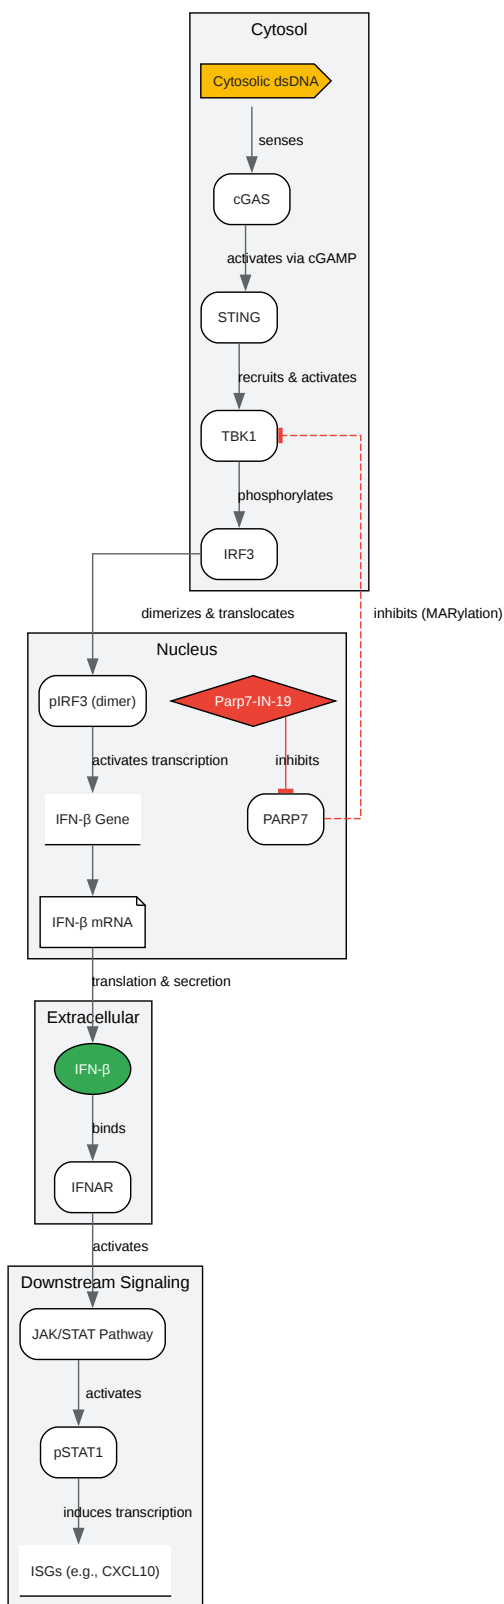 Cytosol
Cytosolic dsDNA
senses
cGAS
activates via cGAMP
STING
recruits & activates
TBK1
phosphorylates
IRF3
dimerizes & translocates
inhibits (MARylation)
Nucleus
pIRF3 (dimer)
Parp7-IN-19
activates transcription
inhibits
IFN-β Gene
PARP7
IFN-β mRNA
translation & secretion
Extracellular
IFN-β
binds
IFNAR
activates
Downstream Signaling
JAK/STAT Pathway
activates
pSTAT1
induces transcription
ISGs (e.g., CXCL10)